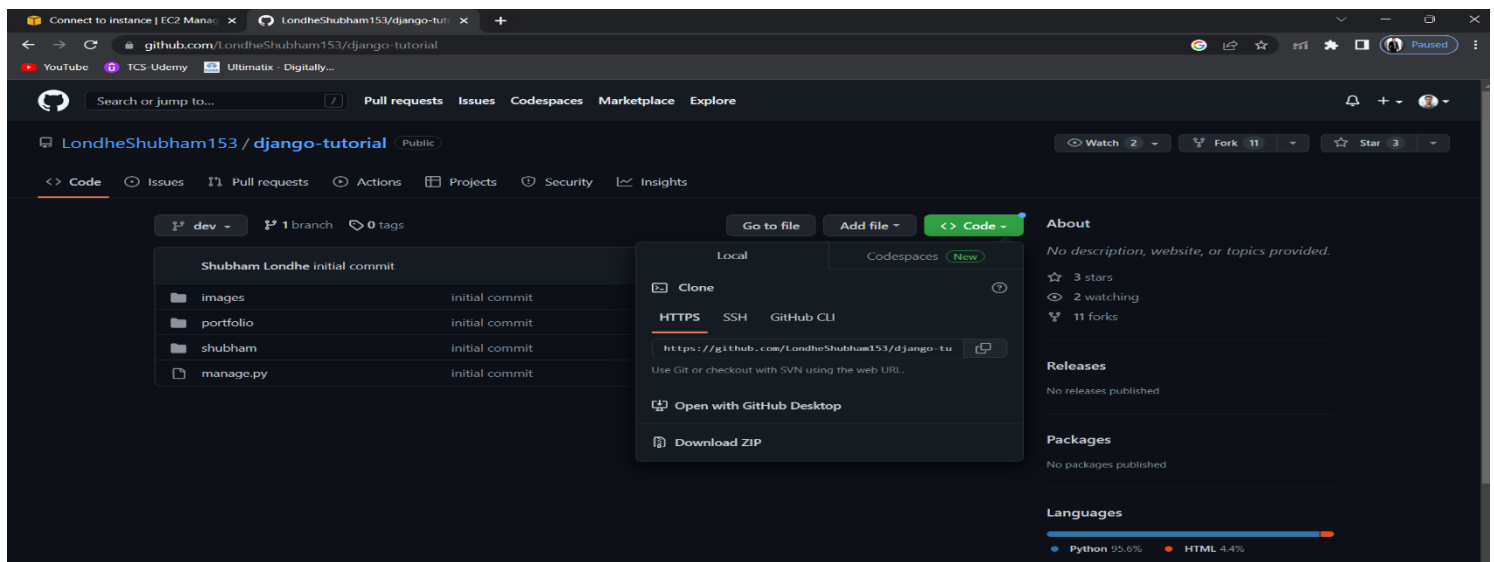 Connect to instance | EC2 Manag
LondheShubham153/django-tut
github.com/LondheShubham153/django-tutorial
Paused
YouTube TCS-Udemy Ultimatix - Digitally...
Search or jump to... / Pull requests Issues Codespaces Marketplace Explore
LondheShubham153 / django-tutorial Public
Watch 2 Fork 11 Star 3
Code Issues Pull requests Actions Projects Security Insights
dev 1 branch 0 tags
Go to file Add file Code
Shubham Londhe initial commit
images initial commit
portfolio initial commit
shubham initial commit
manage.py initial commit
Local Codespaces New
Clone
HTTPS SSH GitHub CLI
https://github.com/LondheShubham153/django-tu
Use Git or checkout with SVN using the web URL.
Open with GitHub Desktop
Download ZIP
About
No description, website, or topics provided.
3 stars
2 watching
11 forks
Releases
No releases published
Packages
No packages published
Languages
Python 95.6% HTML 4.4%